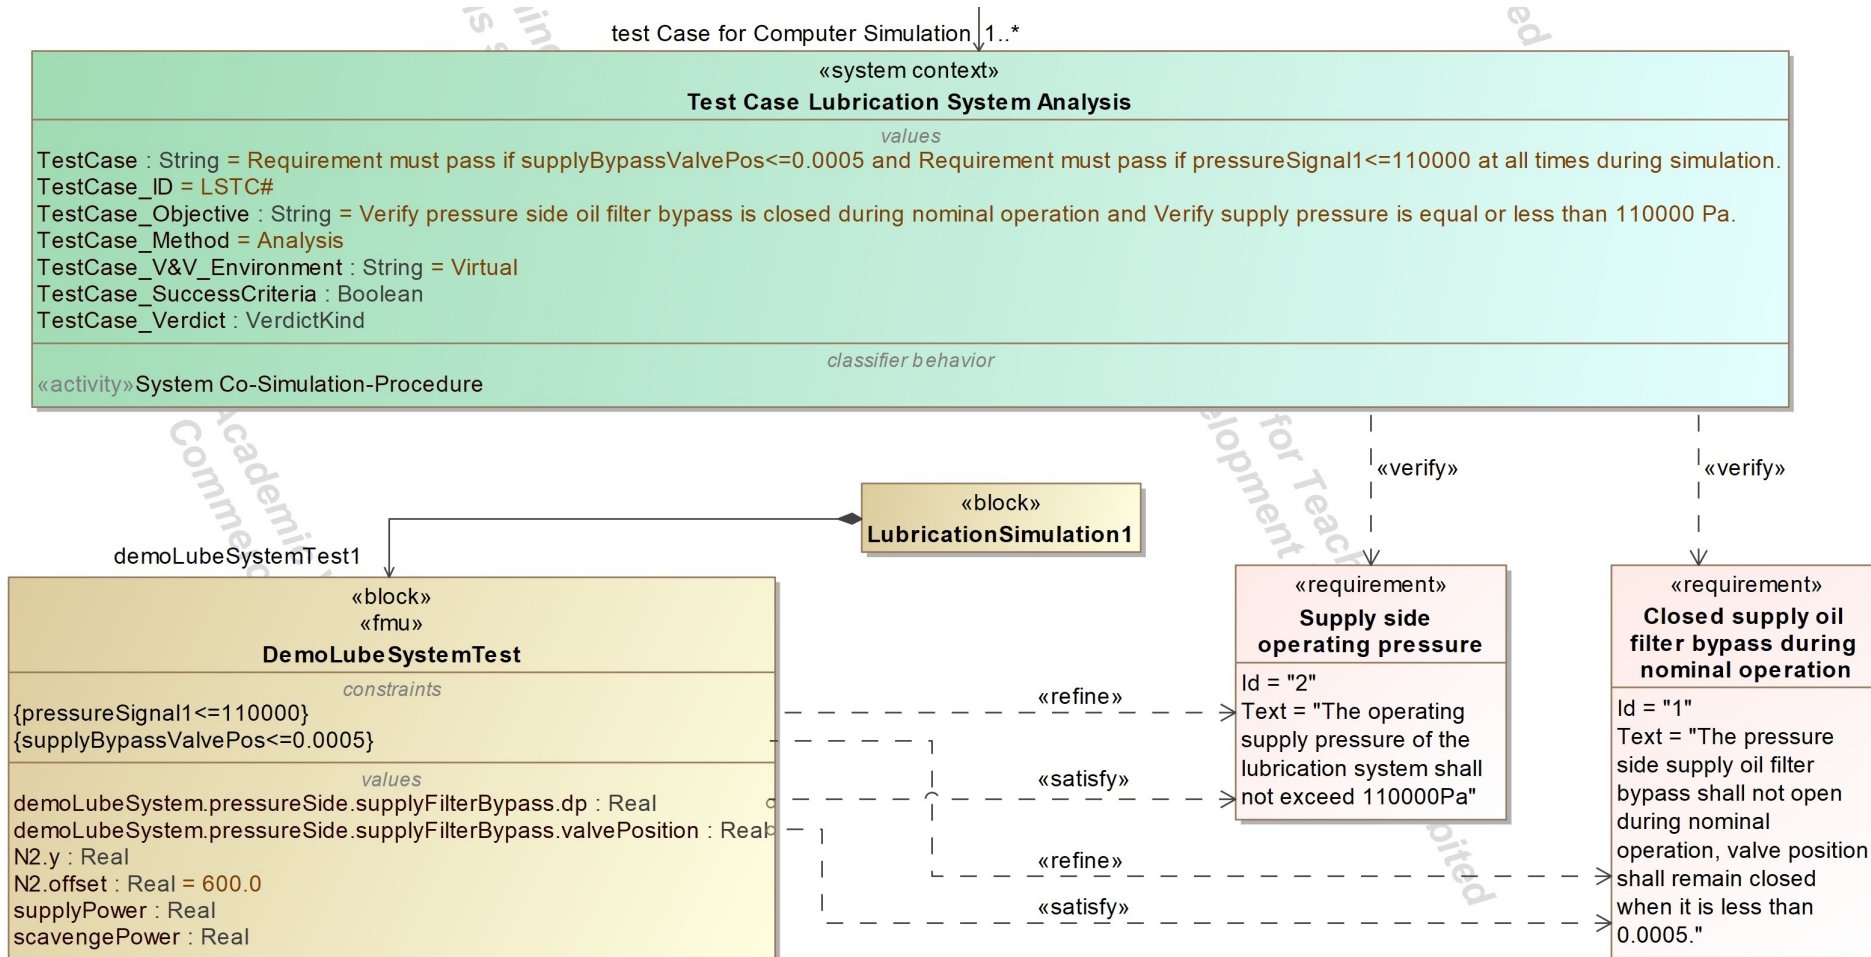 test Case for Computer Simulation 1..*
«system context»
Test Case Lubrication System Analysis
values
TestCase : String = Requirement must pass if supplyBypassValvePos<=0.0005 and Requirement must pass if pressureSignal1<=110000 at all times during simulation.
TestCase_ID = LSTC#
TestCase_Objective : String = Verify pressure side oil filter bypass is closed during nominal operation and Verify supply pressure is equal or less than 110000 Pa.
TestCase_Method = Analysis
TestCase_V&V_Environment : String = Virtual
TestCase_SuccessCriteria : Boolean
TestCase_Verdict : VerdictKind
classifier behavior
«activity»System Co-Simulation-Procedure
«verify»
«verify»
«block»
LubricationSimulation1
demoLubeSystemTest1
«block»
«fmu»
DemoLubeSystemTest
constraints
{pressureSignal1<=110000}
{supplyBypassValvePos<=0.0005}
values
demoLubeSystem.pressureSide.supplyFilterBypass.dp : Real
demoLubeSystem.pressureSide.supplyFilterBypass.valvePosition : Real
N2.y : Real
N2.offset : Real = 600.0
supplyPower : Real
scavengePower : Real
«refine»
«satisfy»
«refine»
«satisfy»
«requirement»
Supply side
operating pressure
Id = "2"
Text = "The operating
supply pressure of the
lubrication system shall
not exceed 110000Pa"
«requirement»
Closed supply oil
filter bypass during
nominal operation
Id = "1"
Text = "The pressure
side supply oil filter
bypass shall not open
during nominal
operation, valve position
shall remain closed
when it is less than
0.0005."
for Teach